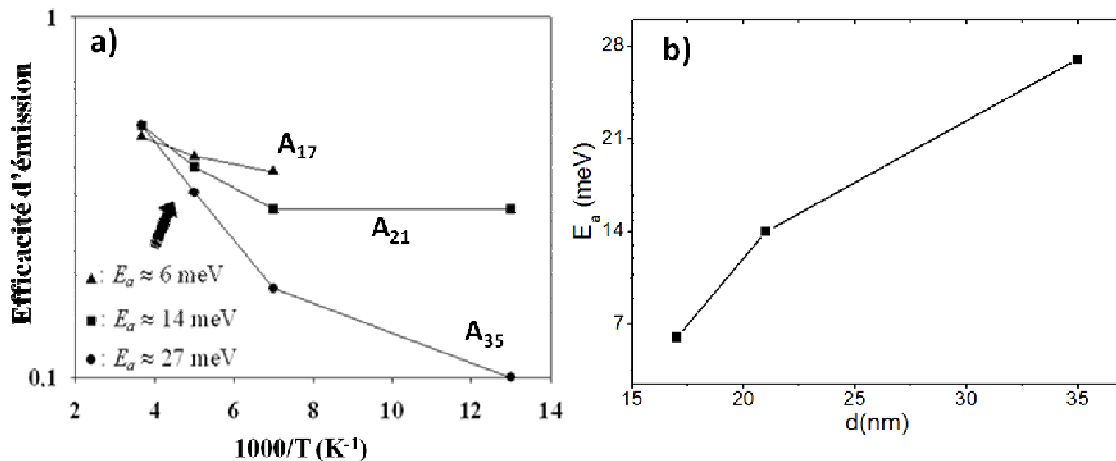 a)
1
0.1
Efficacité d'émission
A17
A21
A35
▲: Ea ≈ 6 meV
■: Ea ≈ 14 meV
●: Ea ≈ 27 meV
2 4 6 8 10 12 14
1000/T (K-1)
b)
28
21
14
7
Ea (meV)
15 20 25 30 35
d(nm)